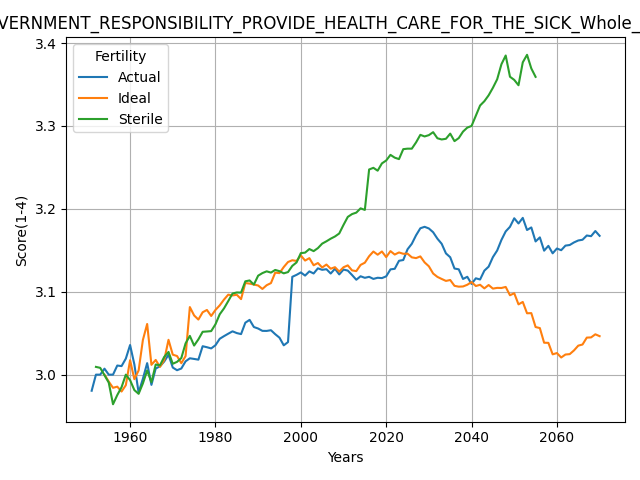 VERNMENT_RESPONSIBILITY_PROVIDE_HEALTH_CARE_FOR_THE_SICK_Whole_
Fertility
Actual
Ideal
Sterile
Score(1-4)
3.4
3.3
3.2
3.1
3.0
1960 1980 2000 2020 2040 2060
Years